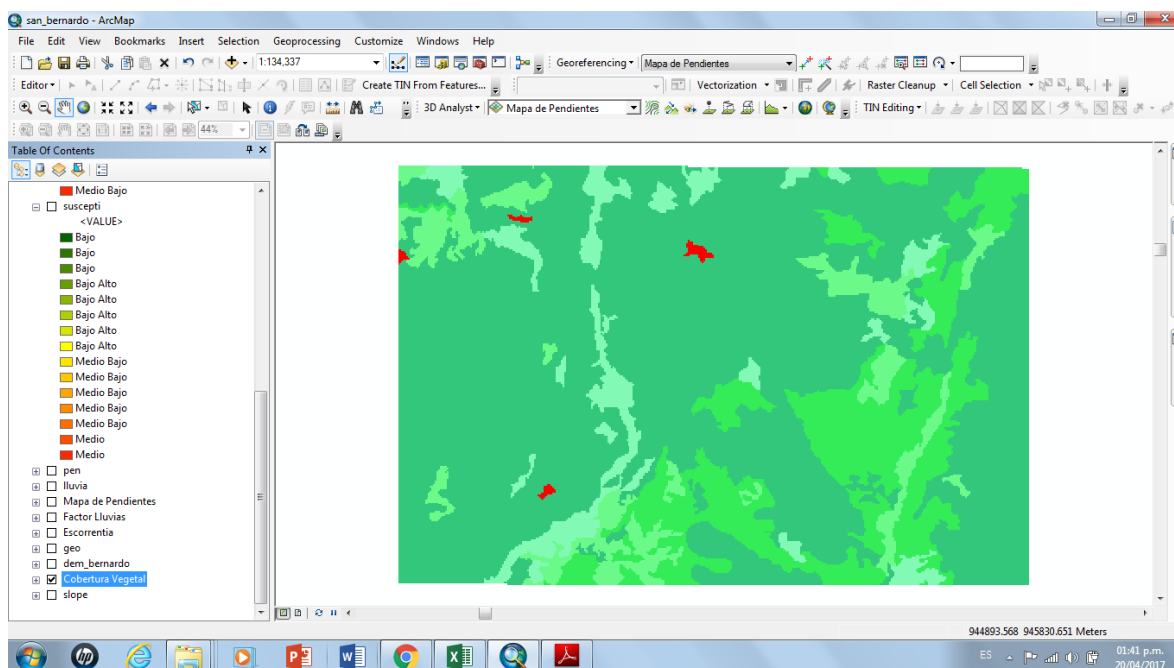 san_bernardo - ArcMap
File Edit View Bookmarks Insert Selection Geoprocessing Customize Windows Help
1:134,337 Georeferencing Mapa de Pendientes
Editor Create TIN From Features... Vectorization Raster Cleanup Cell Selection
3D Analyst Mapa de Pendientes TIN Editing
44%
Table Of Contents
Medio Bajo
suscepti
<VALUE>
Bajo
Bajo
Bajo
Bajo Alto
Bajo Alto
Bajo Alto
Bajo Alto
Bajo Alto
Medio Bajo
Medio Bajo
Medio Bajo
Medio Bajo
Medio Bajo
Medio
Medio
pen
lluvia
Mapa de Pendientes
Factor Lluvias
Escorrentia
geo
dem_bernardo
Cobertura Vegetal
slope
944893.568 945830.651 Meters
ES 01:41 p.m.